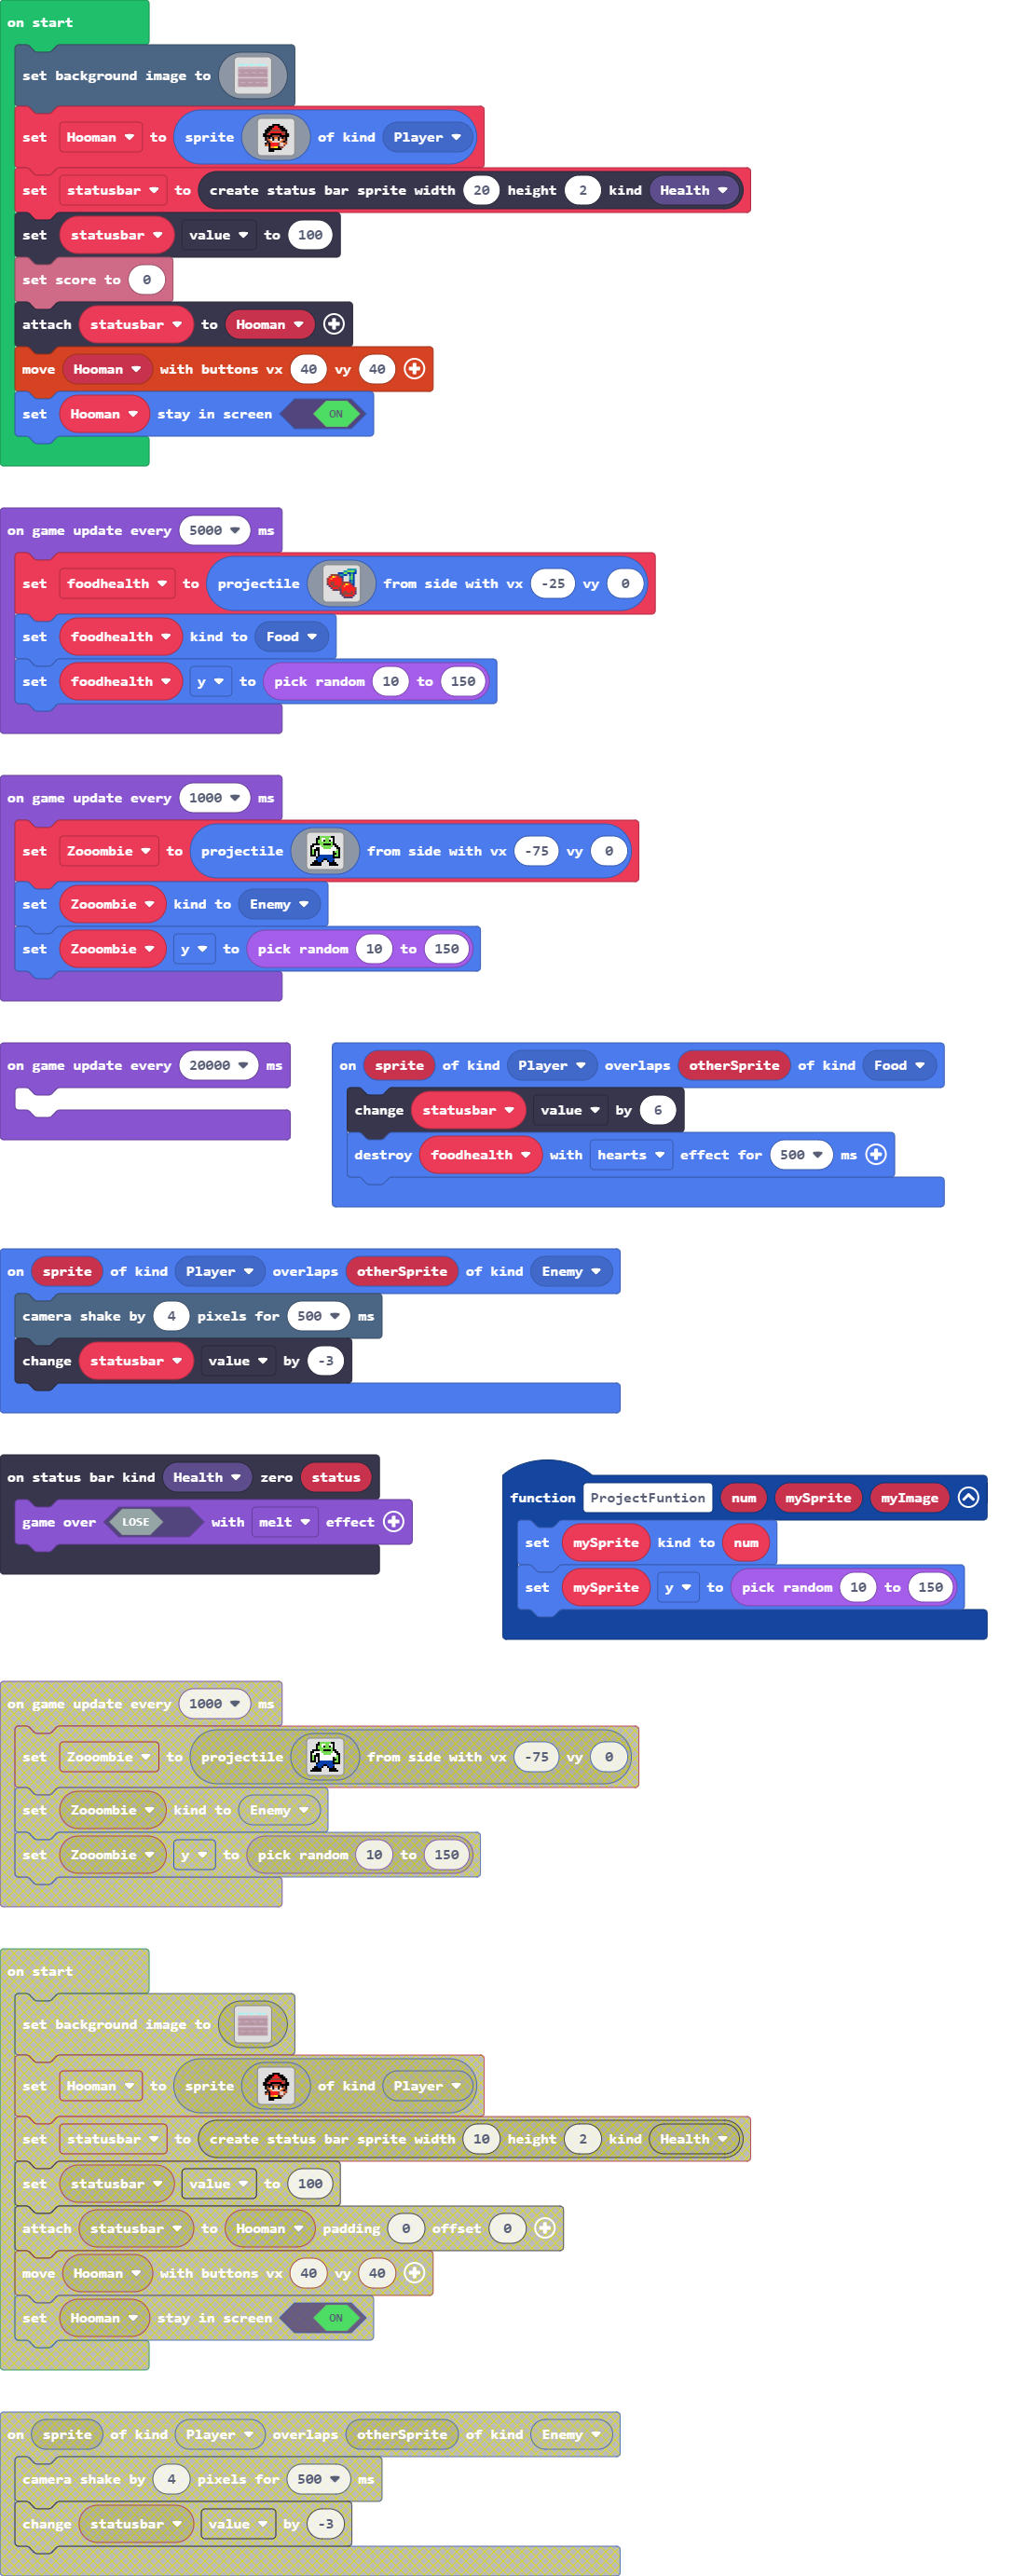 on start
set background image to
set Hooman to sprite of kind Player
set statusbar to create status bar sprite width 20 height 2 kind Health
set statusbar value to 100
set score to 0
attach statusbar to Hooman
move Hooman with buttons vx 40 vy 40
set Hooman stay in screen ON
on game update every 5000 ms
set foodhealth to projectile from side with vx -25 vy 0
set foodhealth kind to Food
set foodhealth y to pick random 10 to 150
on game update every 1000 ms
set Zooombie to projectile from side with vx -75 vy 0
set Zooombie kind to Enemy
set Zooombie y to pick random 10 to 150
on game update every 20000 ms
on sprite of kind Player overlaps otherSprite of kind Food
change statusbar value by 6
destroy foodhealth with hearts effect for 500 ms
on sprite of kind Player overlaps otherSprite of kind Enemy
camera shake by 4 pixels for 500 ms
change statusbar value by -3
on status bar kind Health zero status
game over LOSE with melt effect
function ProjectFuntion num mySprite myImage
set mySprite kind to num
set mySprite y to pick random 10 to 150
on game update every 1000 ms
set Zooombie to projectile from side with vx -75 vy 0
set Zooombie kind to Enemy
set Zooombie y to pick random 10 to 150
on start
set background image to
set Hooman to sprite of kind Player
set statusbar to create status bar sprite width 10 height 2 kind Health
set statusbar value to 100
attach statusbar to Hooman padding 0 offset 0
move Hooman with buttons vx 40 vy 40
set Hooman stay in screen ON
on sprite of kind Player overlaps otherSprite of kind Enemy
camera shake by 4 pixels for 500 ms
change statusbar value by -3